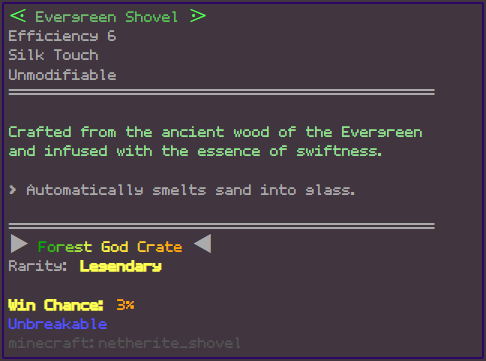 ⋖ Evergreen Shovel ⋗
Efficiency 6
Silk Touch
Unmodifiable
Crafted from the ancient wood of the Evergreen
and infused with the essence of swiftness.
> Automatically smelts sand into glass.
▶ Forest God Crate ◀
Rarity: Legendary
Win Chance: 3%
Unbreakable
minecraft:netherite_shovel